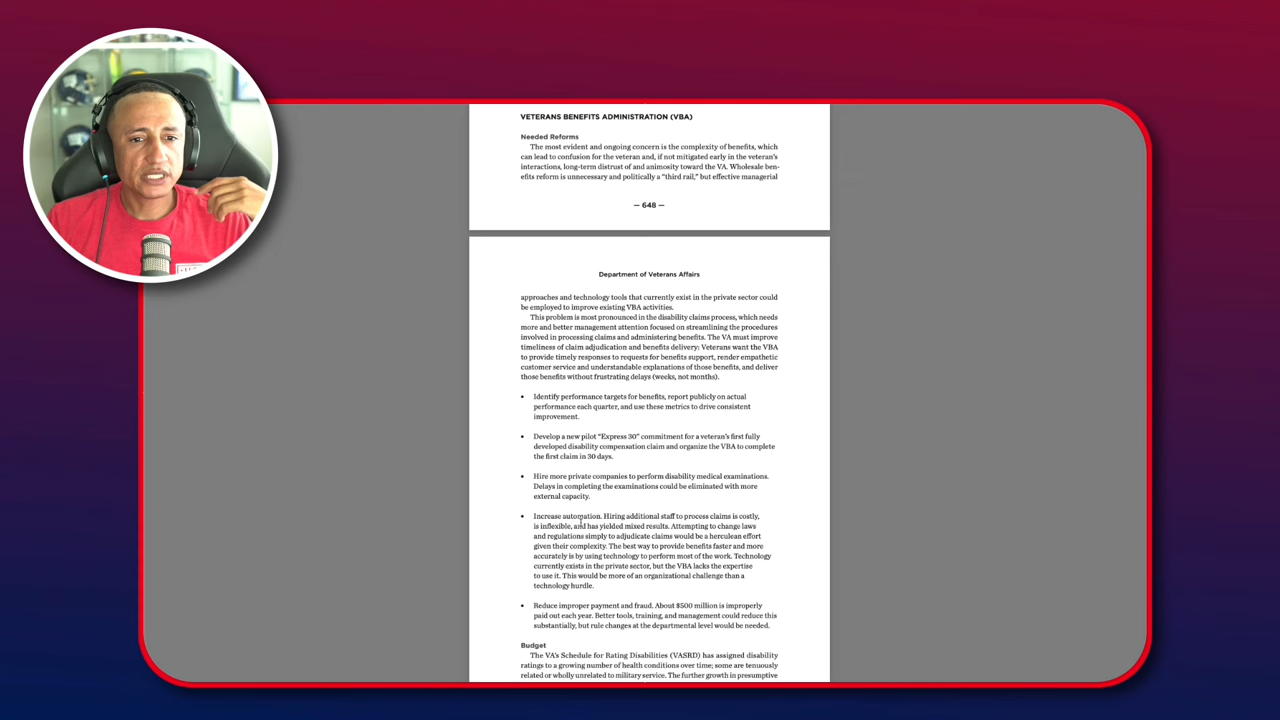 VETERANS BENEFITS ADMINISTRATION (VBA)
Needed Reforms
The most evident and ongoing concern is the complexity of benefits, which
can lead to confusion for the veteran and, if not mitigated early in the veteran's
interactions, long-term distrust of and animosity toward the VA. Wholesale ben-
efits reform is unnecessary and politically a "third rail," but effective managerial
— 648 —
Department of Veterans Affairs
approaches and technology tools that currently exist in the private sector could
be employed to improve existing VBA activities.
This problem is most pronounced in the disability claims process, which needs
more and better management attention focused on streamlining the procedures
involved in processing claims and administering benefits. The VA must improve
timeliness of claim adjudication and benefits delivery: Veterans want the VBA
to provide timely responses to requests for benefits support, render empathetic
customer service and understandable explanations of those benefits, and deliver
those benefits without frustrating delays (weeks, not months).
• Identify performance targets for benefits, report publicly on actual
performance each quarter, and use these metrics to drive consistent
improvement.
• Develop a new pilot "Express 30" commitment for a veteran's first fully
developed disability compensation claim and organize the VBA to complete
the first claim in 30 days.
• Hire more private companies to perform disability medical examinations.
Delays in completing the examinations could be eliminated with more
external capacity.
• Increase automation. Hiring additional staff to process claims is costly,
is inflexible, and has yielded mixed results. Attempting to change laws
and regulations simply to adjudicate claims would be a herculean effort
given their complexity. The best way to provide benefits faster and more
accurately is by using technology to perform most of the work. Technology
currently exists in the private sector, but the VBA lacks the expertise
to use it. This would be more of an organizational challenge than a
technology hurdle.
• Reduce improper payment and fraud. About $500 million is improperly
paid out each year. Better tools, training, and management could reduce this
substantially, but rule changes at the departmental level would be needed.
Budget
The VA's Schedule for Rating Disabilities (VASRD) has assigned disability
ratings to a growing number of health conditions over time; some are tenuously
related or wholly unrelated to military service. The further growth in presumptive